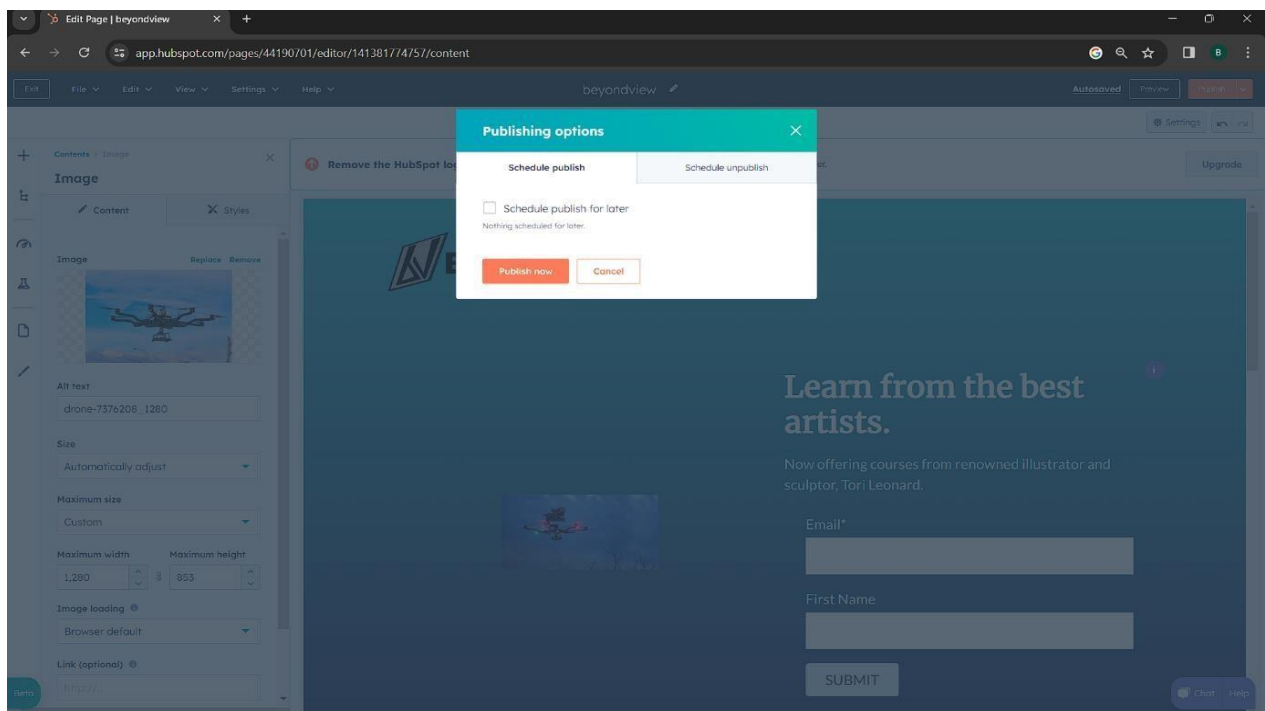 Edit Page | beyondview
app.hubspot.com/pages/44190701/editor/141381774757/content
B
Exit File Edit View Settings Help
beyondview
Autosaved Preview Publish
Settings
Contents Image
Image
Content Styles
Image Replace Remove
Alt text
drone-7376208_1280
Size
Automatically adjust
Maximum size
Custom
Maximum width Maximum height
1,280 853
Image loading
Browser default
Link (optional)
Beta
Remove the HubSpot
Upgrade
Publishing options
Schedule publish Schedule unpublish
Schedule publish for later
Nothing scheduled for later.
Publish now Cancel
Learn from the best
artists.
Now offering courses from renowned illustrator and
sculptor, Tori Leonard.
Email*
First Name
SUBMIT
Chat Help